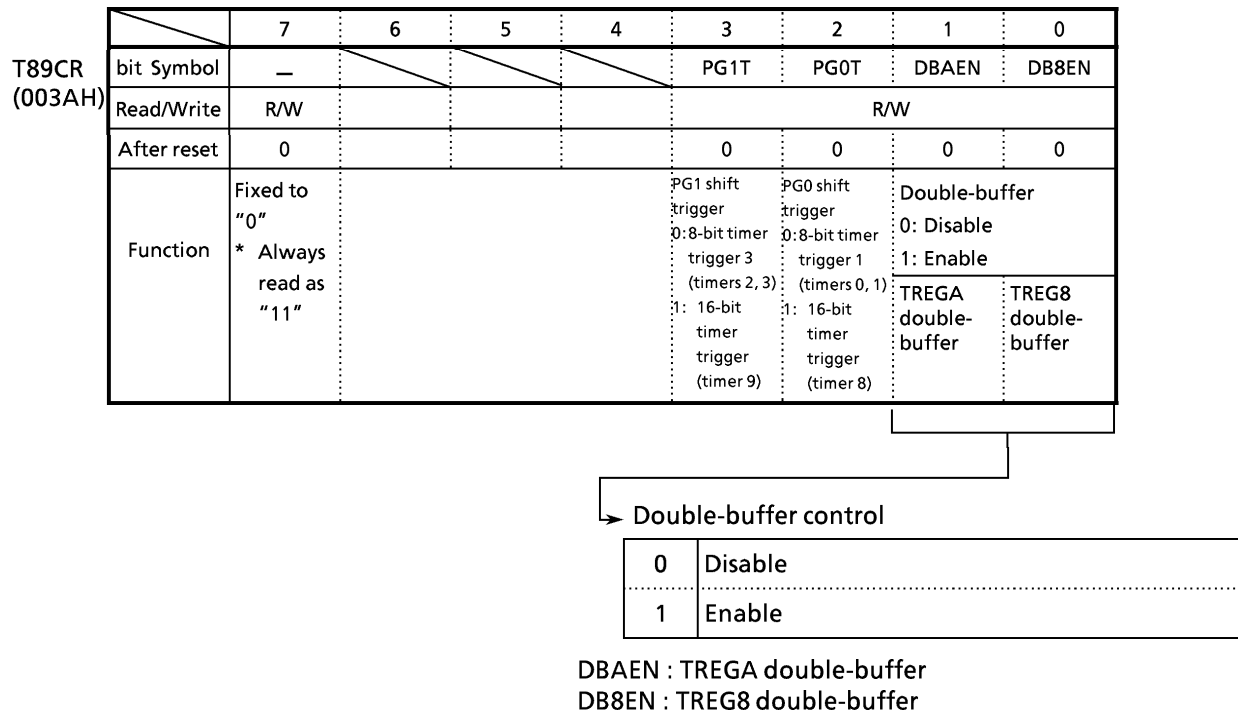 7 6 5 4 3 2 1 0
T89CR
(003AH)
bit Symbol — PG1T PG0T DBAEN DB8EN
Read/Write R/W R/W
After reset 0 0 0 0 0
Function
Fixed to
"0"
* Always
read as
"11"
PG1 shift
trigger
0:8-bit timer
trigger 3
(timers 2, 3)
1: 16-bit
timer
trigger
(timer 9)
PG0 shift
trigger
0:8-bit timer
trigger 1
(timers 0, 1)
1: 16-bit
timer
trigger
(timer 8)
Double-buffer
0: Disable
1: Enable
TREGA
double-
buffer
TREG8
double-
buffer
Double-buffer control
0 Disable
1 Enable
DBAEN : TREGA double-buffer
DB8EN : TREG8 double-buffer